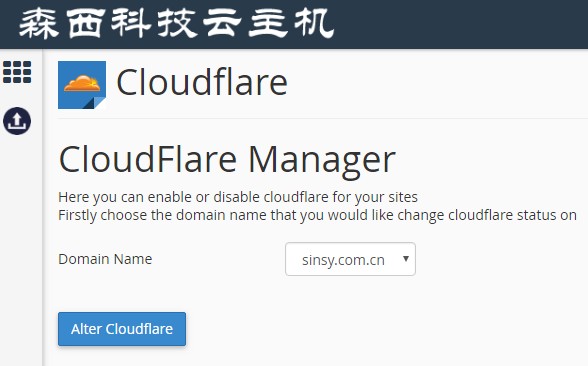 森西科技云主机
Cloudflare
CloudFlare Manager
Here you can enable or disable cloudflare for your sites
Firstly choose the domain name that you would like change cloudflare status on
Domain Name
sinsy.com.cn
Alter Cloudflare